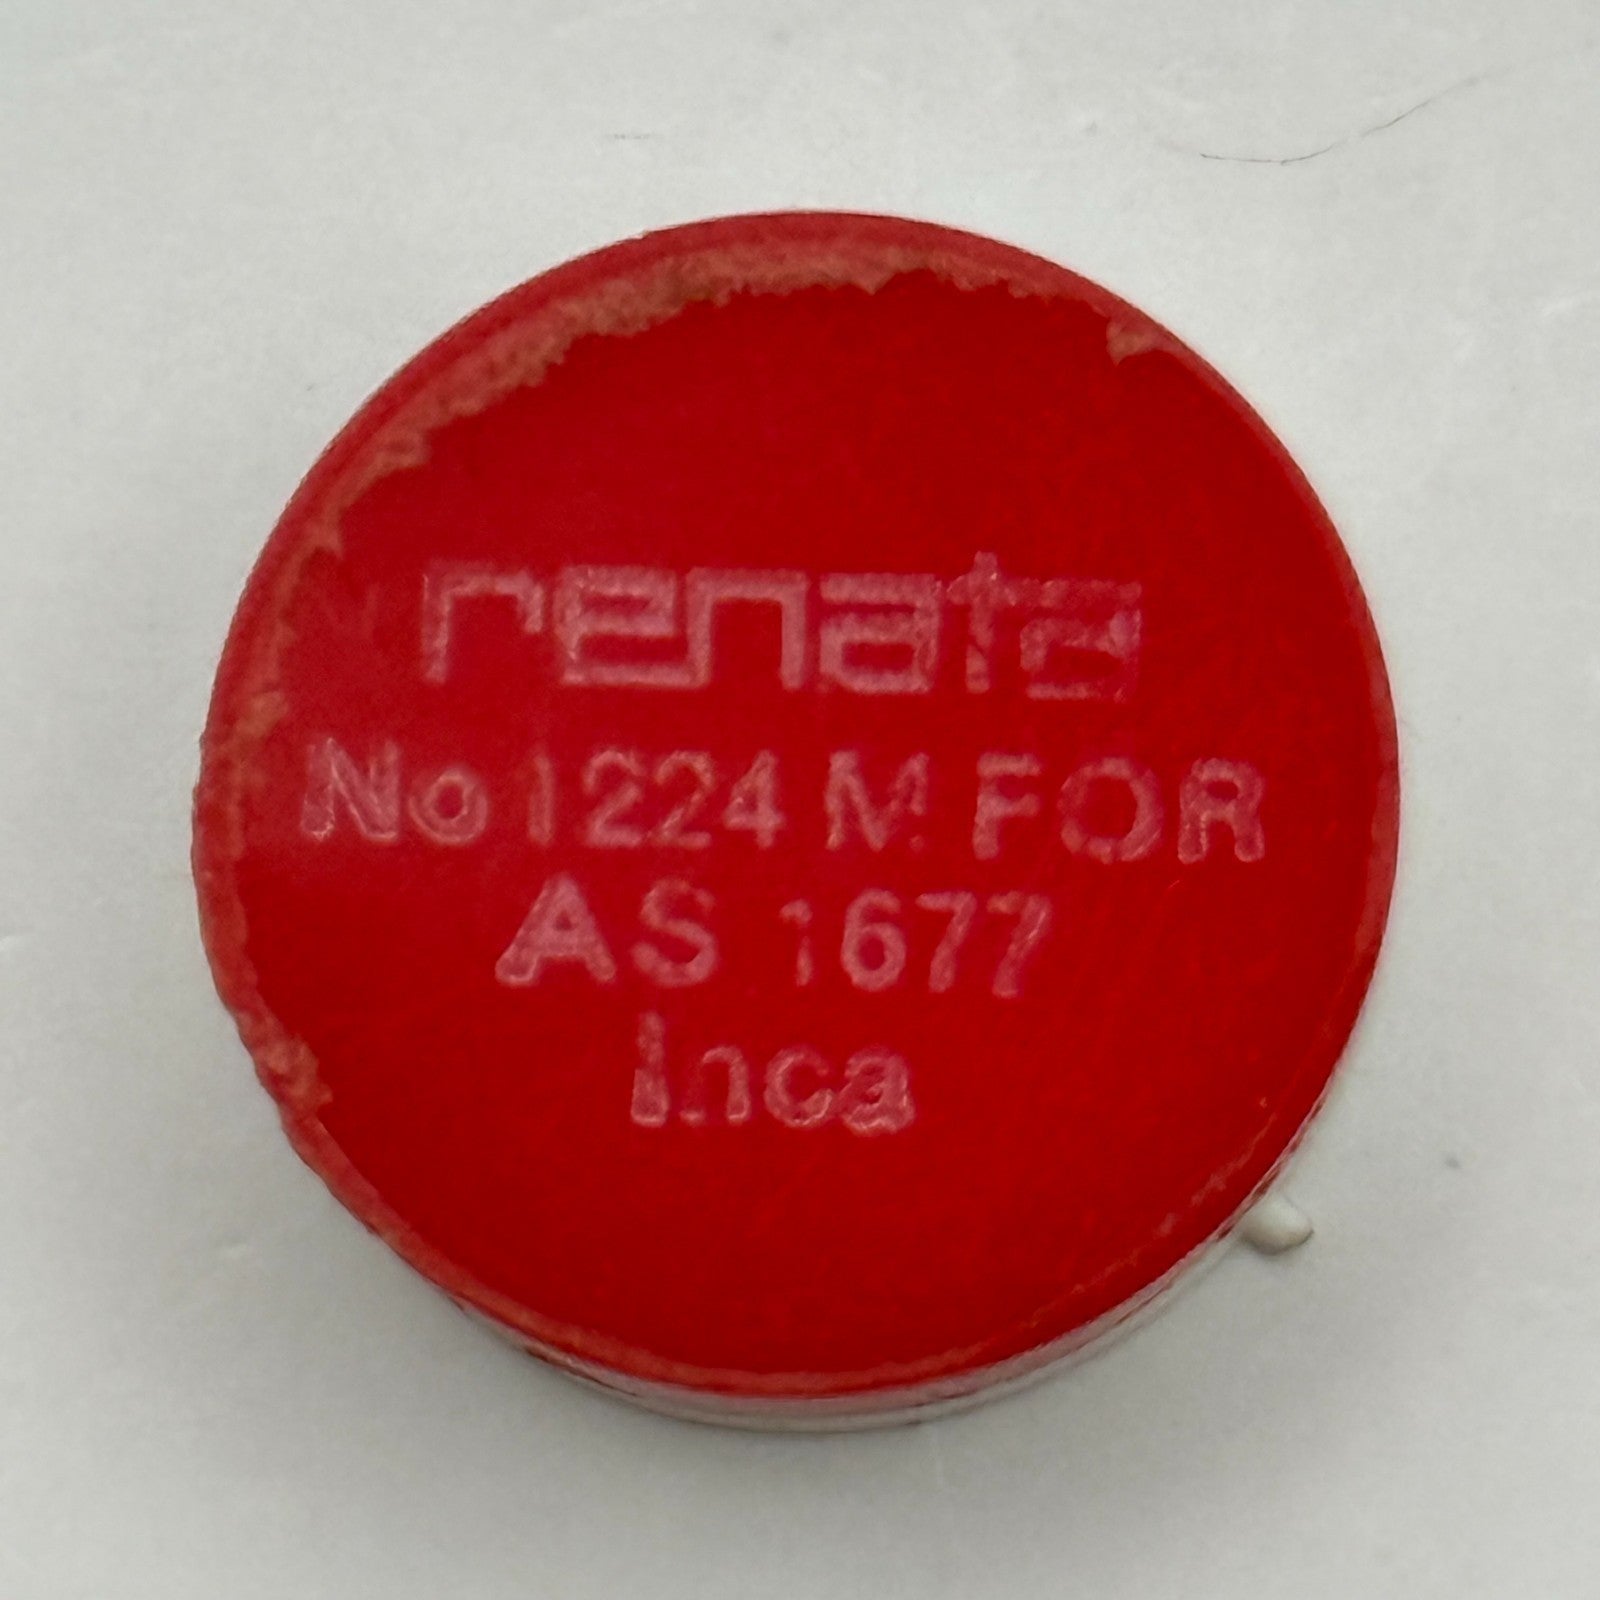 renata
No 1224 M FOR
AS 1677
Inca